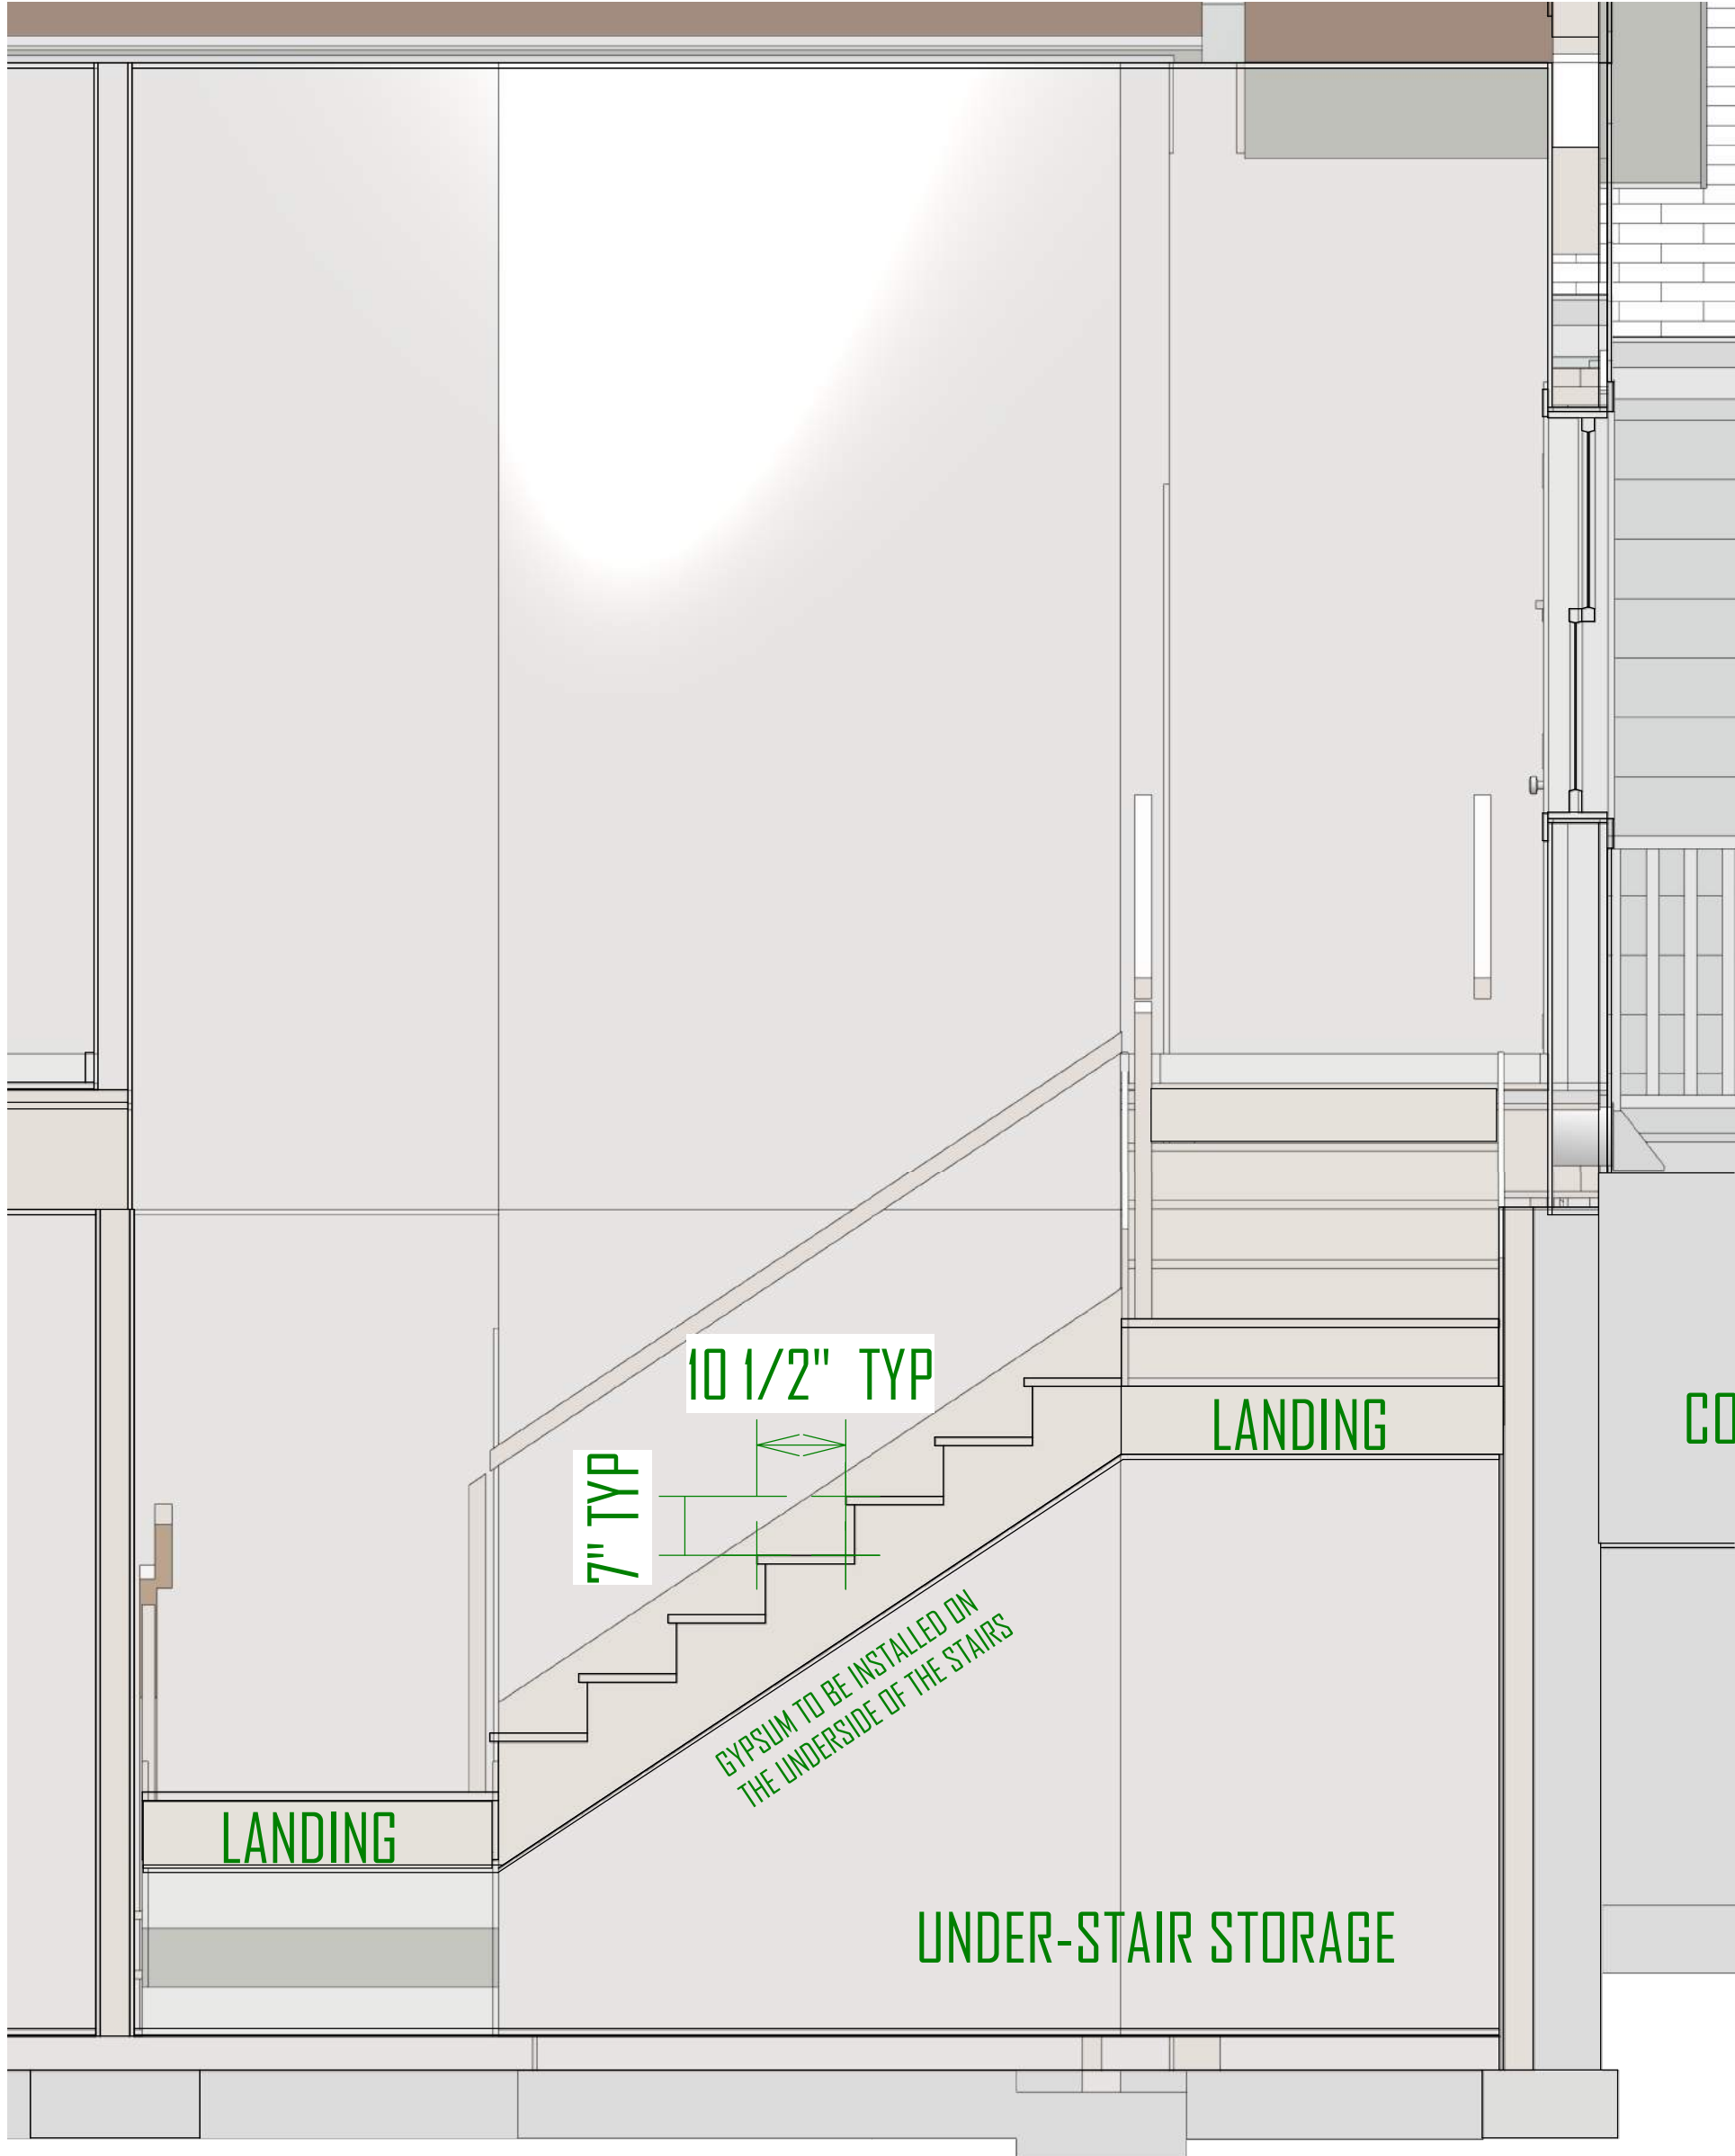 10 1/2" TYP
7" TYP
LANDING
CO
GYPSUM TO BE INSTALLED ON
THE UNDERSIDE OF THE STAIRS
LANDING
UNDER-STAIR STORAGE